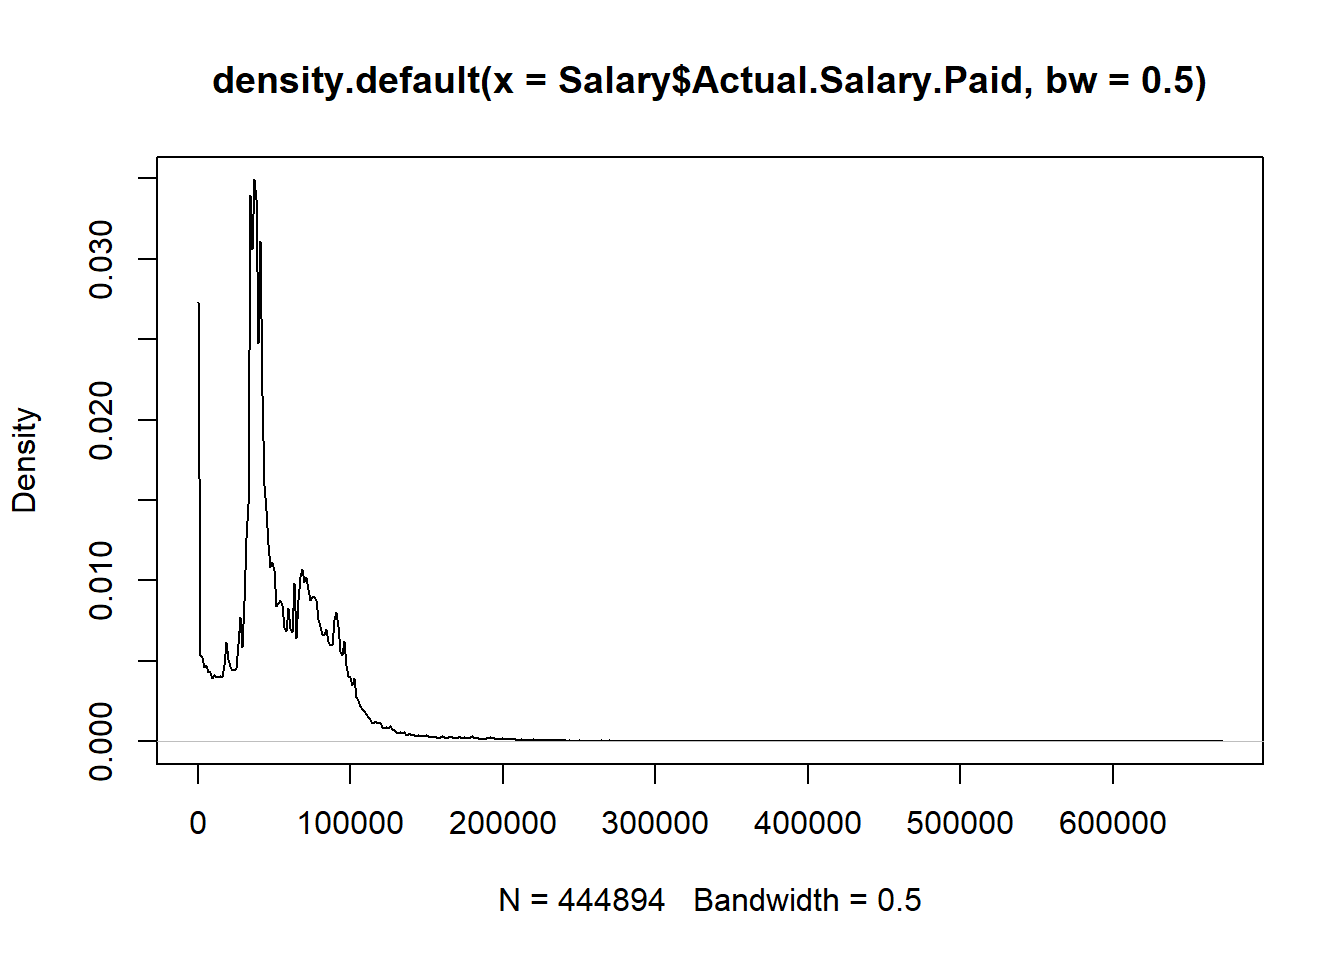 density.default(x = Salary$Actual.Salary.Paid, bw = 0.5)
Density
0.030
0.020
0.010
0.000
0 100000 200000 300000 400000 500000 600000
N = 444894 Bandwidth = 0.5